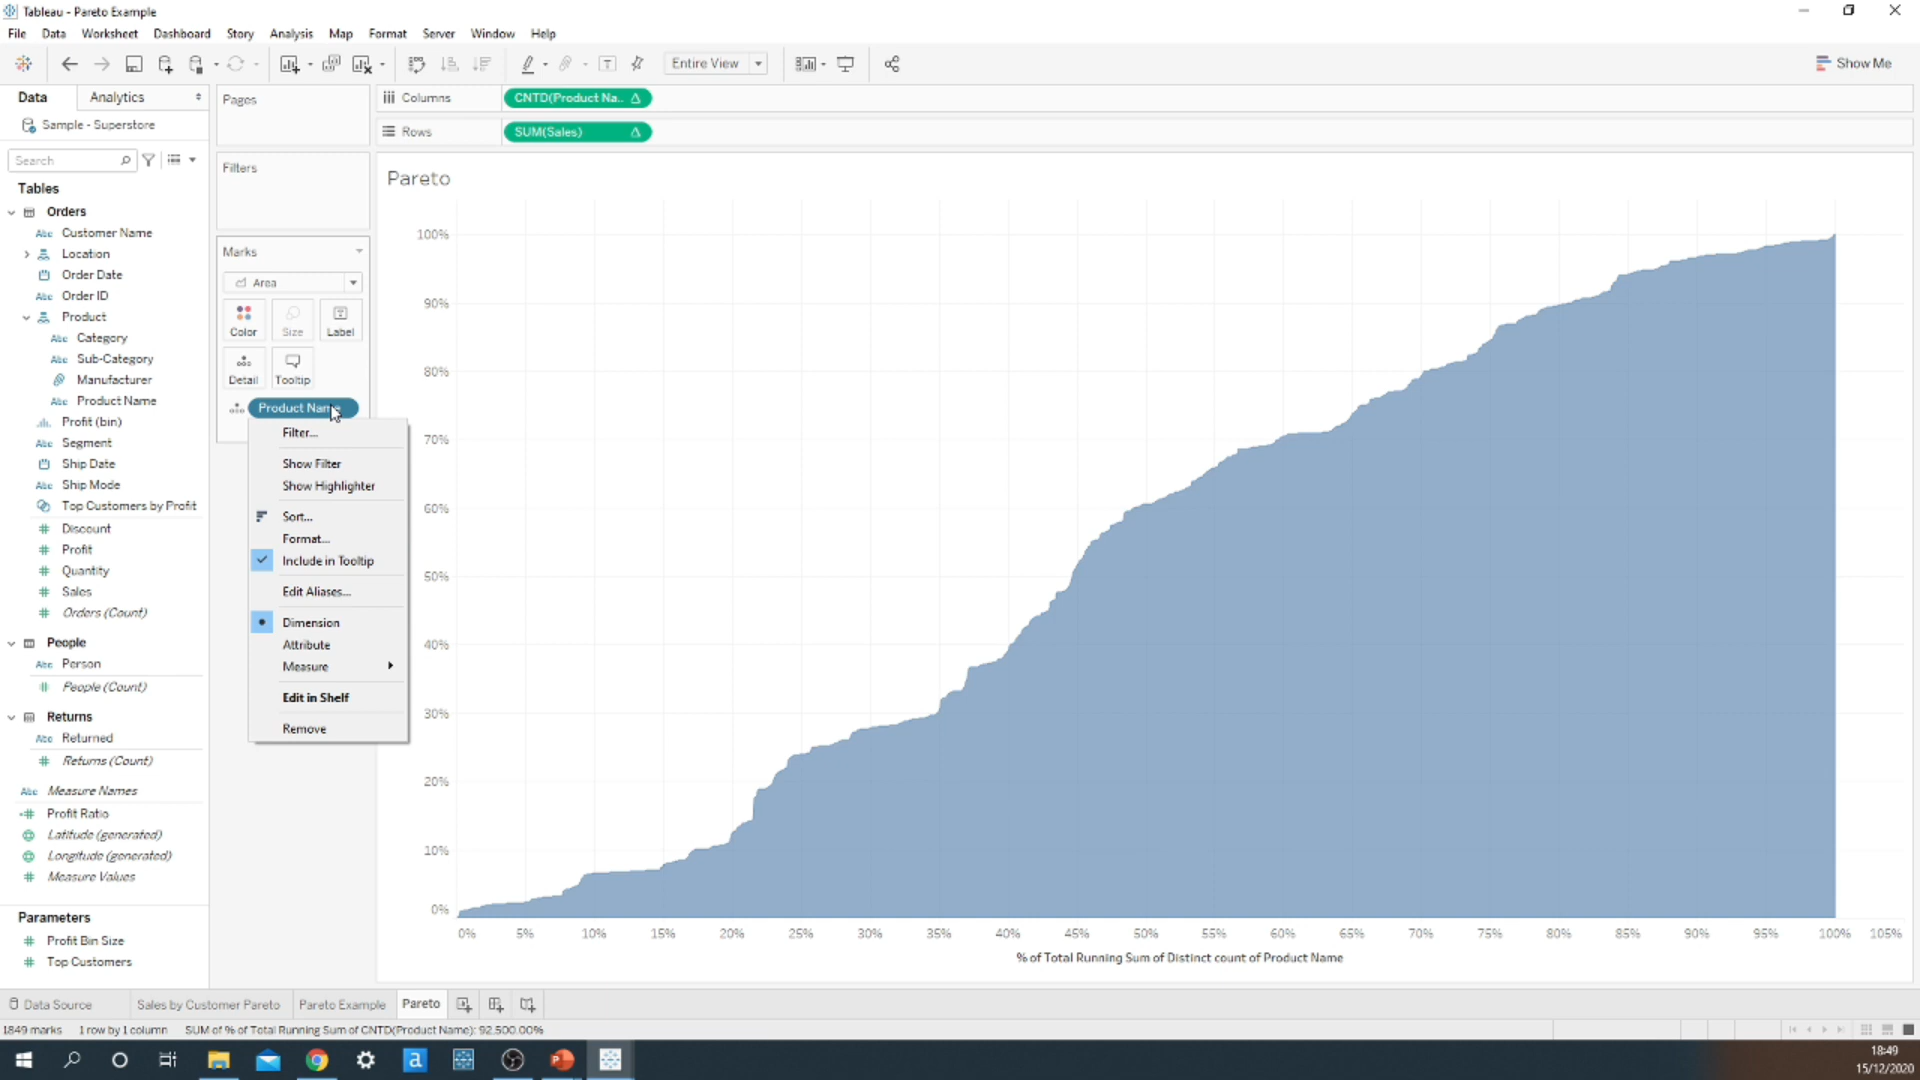 Tableau - Pareto Example
File Data Worksheet Dashboard Story Analysis Map Format Server Window Help
Entire View
Show Me
Data Analytics
Pages
Columns CNTD(Product Na..
Sample - Superstore
Rows SUM(Sales)
Search
Filters
Pareto
Tables
Orders
Customer Name
Location
Order Date
Order ID
Product
Category
Sub-Category
Manufacturer
Product Name
Profit (bin)
Segment
Ship Date
Ship Mode
Top Customers by Profit
Discount
Profit
Quantity
Sales
Orders (Count)
People
Person
People (Count)
Returns
Returned
Returns (Count)
Measure Names
Profit Ratio
Latitude (generated)
Longitude (generated)
Measure Values
Parameters
Profit Bin Size
Top Customers
Abc
Abc
Abc
Abc
Abc
Abc
Abc
Abc
Abc
Abc
Marks
Area
Color Size Label
Detail Tooltip
Product Name
Filter...
Show Filter
Show Highlighter
Sort...
Format...
Include in Tooltip
Edit Aliases...
Dimension
Attribute
Measure
Edit in Shelf
Remove
100%
90%
80%
70%
60%
50%
40%
30%
20%
10%
0%
0% 5% 10% 15% 20% 25% 30% 35% 40% 45% 50% 55% 60% 65% 70% 75% 80% 85% 90% 95% 100% 105%
% of Total Running Sum of Distinct count of Product Name
Data Source Sales by Customer Pareto Pareto Example Pareto
1849 marks 1 row by 1 column SUM of % of Total Running Sum of CNTD(Product Name): 92,500.00%
18:49
15/12/2020